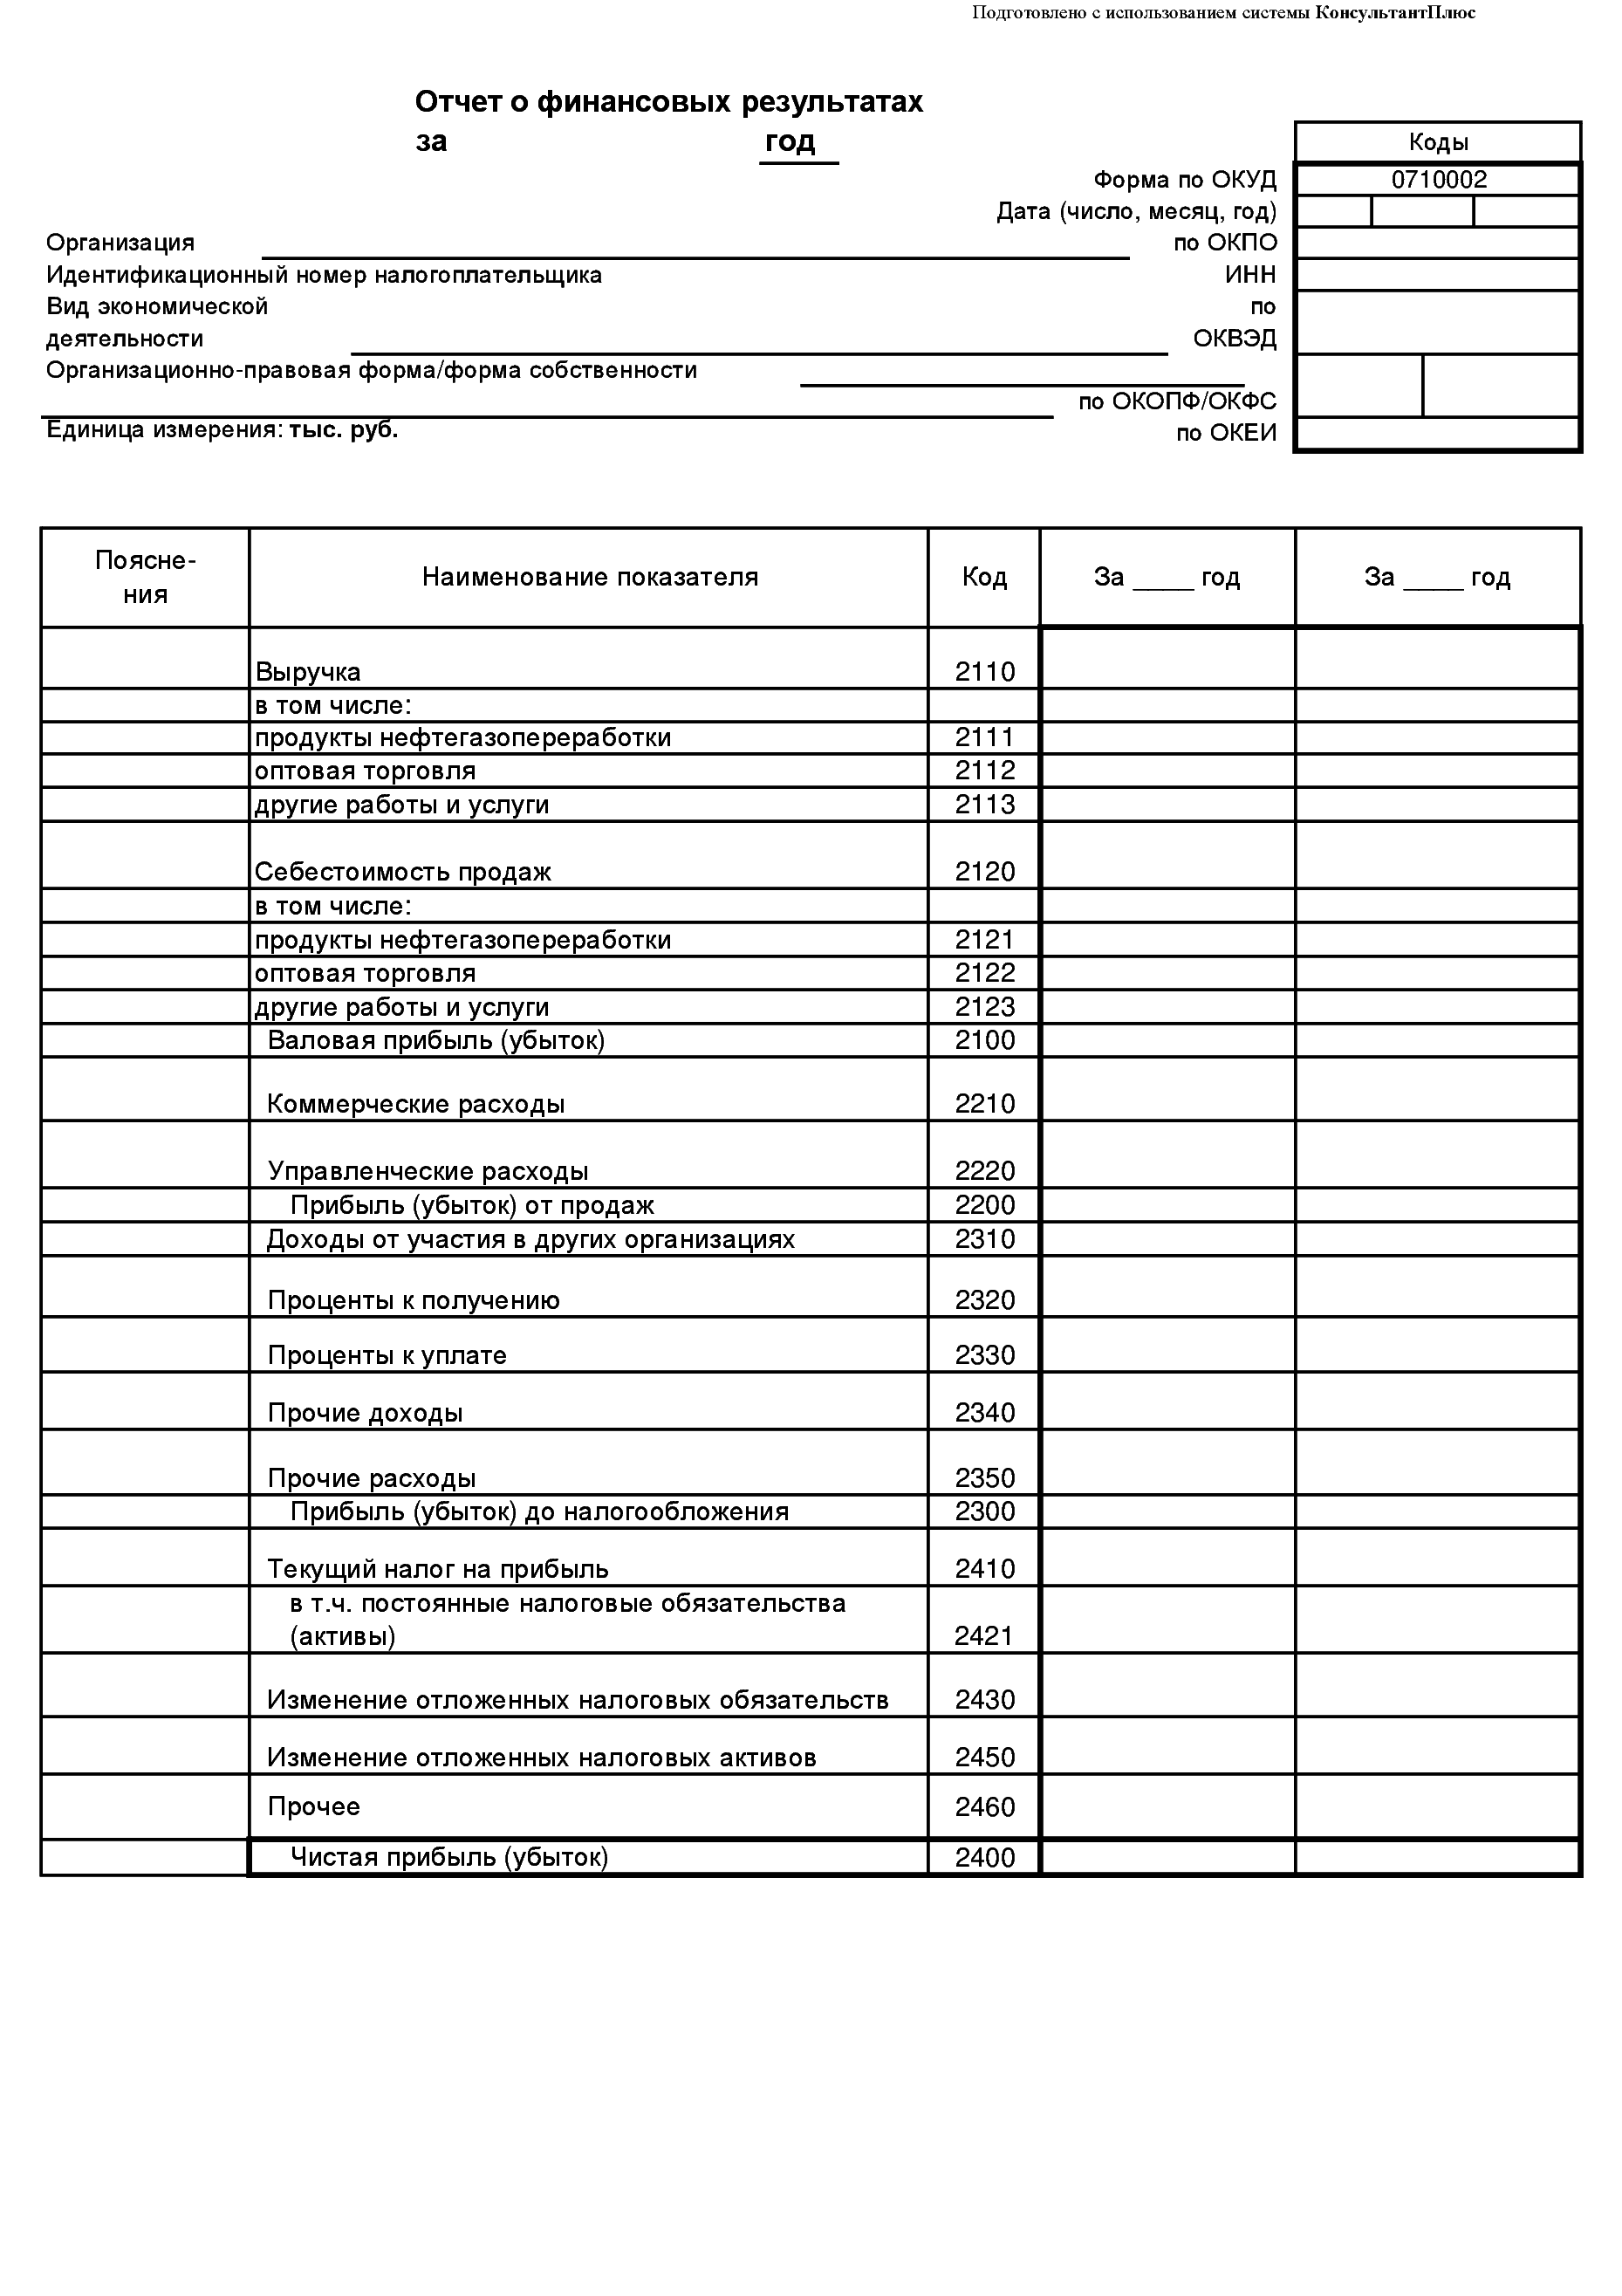 Подготовлено с использованием системы КонсультантПлюс
Отчет о финансовых результатах
за год
Коды
Форма по ОКУД 0710002
Дата (число, месяц, год)
Организация по ОКПО
Идентификационный номер налогоплательщика ИНН
Вид экономической по
деятельности ОКВЭД
Организационно-правовая форма/форма собственности
по ОКОПФ/ОКФС
Единица измерения: тыс. руб. по ОКЕИ
Поясне-
ния Наименование показателя Код За ____ год За ____ год
Выручка 2110
в том числе:
продукты нефтегазопереработки 2111
оптовая торговля 2112
другие работы и услуги 2113
Себестоимость продаж 2120
в том числе:
продукты нефтегазопереработки 2121
оптовая торговля 2122
другие работы и услуги 2123
Валовая прибыль (убыток) 2100
Коммерческие расходы 2210
Управленческие расходы 2220
Прибыль (убыток) от продаж 2200
Доходы от участия в других организациях 2310
Проценты к получению 2320
Проценты к уплате 2330
Прочие доходы 2340
Прочие расходы 2350
Прибыль (убыток) до налогообложения 2300
Текущий налог на прибыль 2410
в т.ч. постоянные налоговые обязательства
(активы) 2421
Изменение отложенных налоговых обязательств 2430
Изменение отложенных налоговых активов 2450
Прочее 2460
Чистая прибыль (убыток) 2400